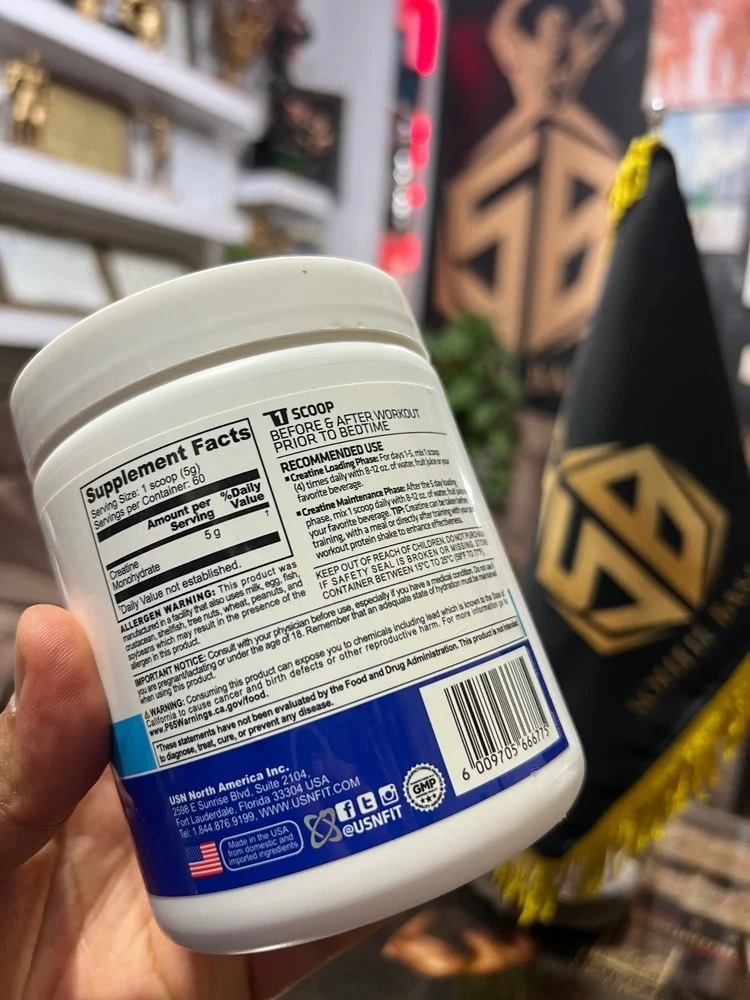 Supplement Facts
Serving Size: 1 scoop (5g)
Servings per Container: 60
Amount per
Serving
%Daily
Value
Creatine
Monohydrate
5 g
†
†Daily Value not established.
ALLERGEN WARNING: This product was
manufactured in a facility that also uses milk, egg, fish,
crustacean, shellfish, tree nuts, wheat, peanuts, and
soybeans which may result in the presence of the
allergen in this product.
1 SCOOP
BEFORE & AFTER WORKOUT
PRIOR TO BEDTIME
RECOMMENDED USE
•Creatine Loading Phase: For days 1-5, mix 1 scoop
(4) times daily with 8-12 oz. of water, fruit juice or your
favorite beverage.
•Creatine Maintenance Phase: After the 5 day loading
phase, mix 1 scoop daily with 8-12 oz. of water, fruit juice or
your favorite beverage. TIP: Creatine can be taken before
training, with a meal or directly after training with your post
workout protein shake to enhance effectiveness.
KEEP OUT OF REACH OF CHILDREN. DO NOT PURCHASE
IF SAFETY SEAL IS BROKEN OR MISSING. STORE
CONTAINER BETWEEN 15°C TO 25°C (59°F TO 77°F).
IMPORTANT NOTICE: Consult with your physician before use, especially if you have a medical condition. Do not use if
you are pregnant/lactating or under the age of 18. Remember that an adequate state of hydration must be maintained
when using this product.
⚠WARNING: Consuming this product can expose you to chemicals including lead which is known to the State of
California to cause cancer and birth defects or other reproductive harm. For more information go to
www.P65Warnings.ca.gov/food.
*These statements have not been evaluated by the Food and Drug Administration. This product is not intended
to diagnose, treat, cure, or prevent any disease.
USN North America Inc.
2598 E Sunrise Blvd, Suite 2104,
Fort Lauderdale, Florida 33304 USA
Tel: 1.844.876.9199, WWW.USNFIT.COM
Made in the USA
from domestic and
imported ingredients
@USNFIT
GMP
6 009705 666775
SB
SB